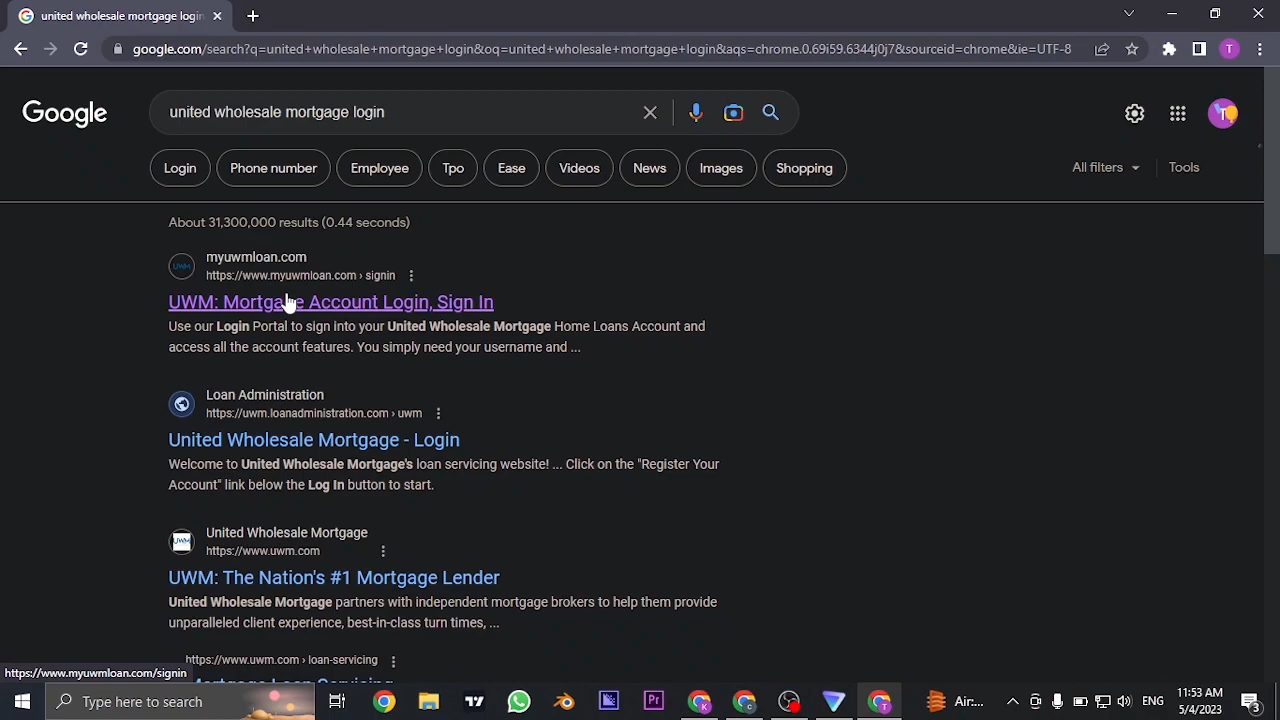 united wholesale mortgage login
google.com/search?q=united+wholesale+mortgage+login&oq=united+wholesale+mortgage+login&aqs=chrome.0.69i59.6344j0j7&sourceid=chrome&ie=UTF-8
T
Google
united wholesale mortgage login
T
Login
Phone number
Employee
Tpo
Ease
Videos
News
Images
Shopping
All filters
Tools
About 31,300,000 results (0.44 seconds)
UWM
myuwmloan.com
https://www.myuwmloan.com › signin
UWM: Mortgage Account Login, Sign In
Use our Login Portal to sign into your United Wholesale Mortgage Home Loans Account and
access all the account features. You simply need your username and ...
Loan Administration
https://uwm.loanadministration.com › uwm
United Wholesale Mortgage - Login
Welcome to United Wholesale Mortgage's loan servicing website! ... Click on the "Register Your
Account" link below the Log In button to start.
UWM
United Wholesale Mortgage
https://www.uwm.com
UWM: The Nation's #1 Mortgage Lender
United Wholesale Mortgage partners with independent mortgage brokers to help them provide
unparalleled client experience, best-in-class turn times, ...
https://www.uwm.com › loan-servicing
Mortgage Loan Servicing
https://www.myuwmloan.com/signin
Type here to search
Pr
K
C
T
Air...
ENG
11:53 AM
5/4/2023
3